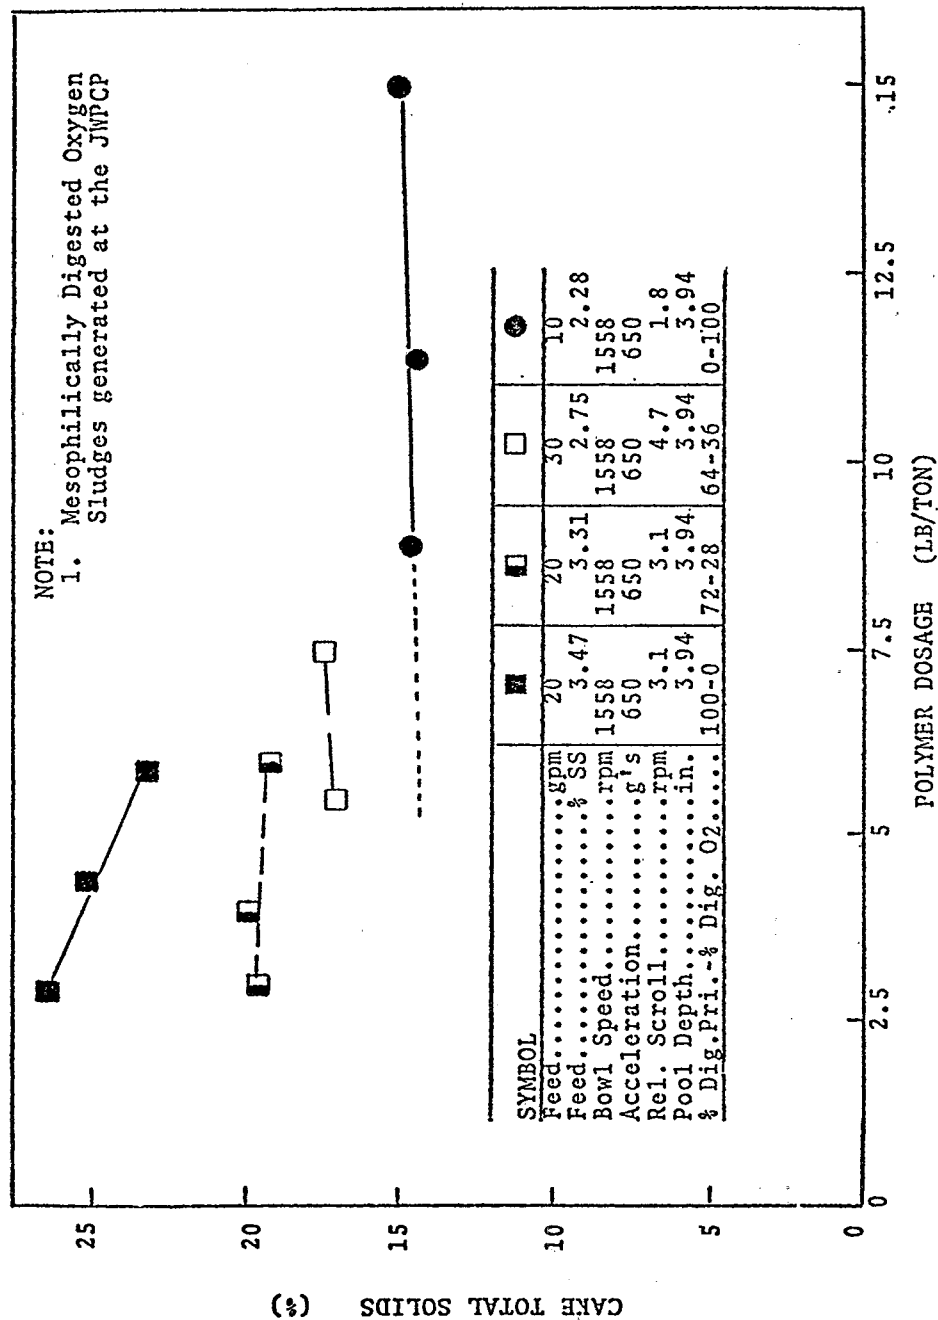 NOTE:
1. Mesophilically Digested Oxygen
Sludges generated at the JWPCP
CAKE TOTAL SOLIDS (%)
25
20
15
10
5
0
SYMBOL
Feed..............gpm 20 20 30 10
Feed.............% SS 3.47 3.31 2.75 2.28
Bowl Speed........rpm 1558 1558 1558 1558
Acceleration......g's 650 650 650 650
Rel. Scroll.......rpm 3.1 3.1 4.7 1.8
Pool Depth........in. 3.94 3.94 3.94 3.94
% Dig.Pri.-% Dig. O2..... 100-0 72-28 64-36 0-100
0 2.5 5 7.5 10 12.5 15
POLYMER DOSAGE (LB/TON)